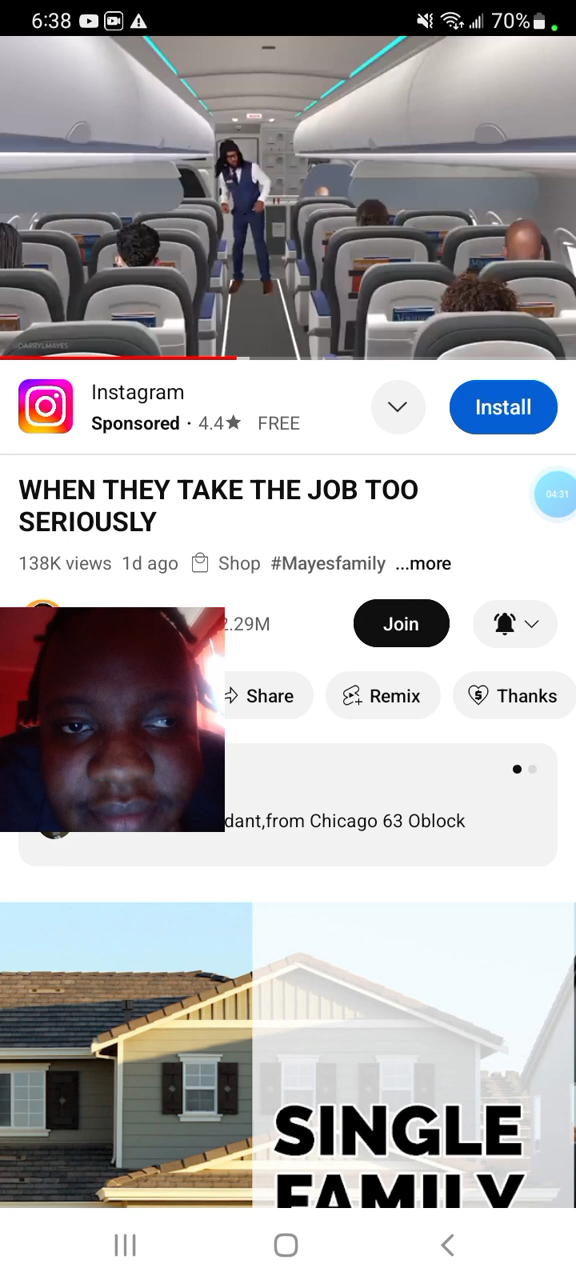 6:38
70%
©DARRYLMAYES
Instagram
Sponsored · 4.4★ FREE
Install
WHEN THEY TAKE THE JOB TOO
SERIOUSLY
04:31
138K views 1d ago Shop #Mayesfamily ...more
2.29M
Join
Share
Remix
Thanks
dant,from Chicago 63 Oblock
SINGLE
FAMILY